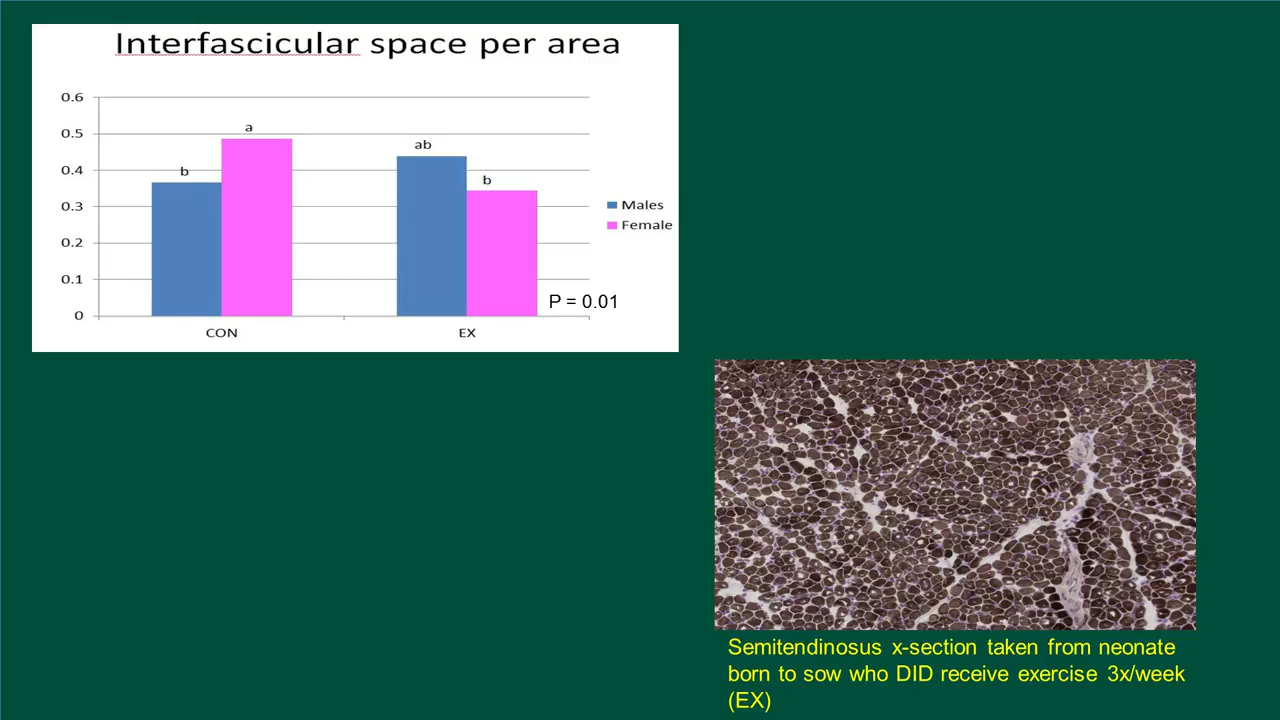 Interfascicular space per area
0.6
0.5
0.4
0.3
0.2
0.1
0
a
b
ab
b
Males
Female
P = 0.01
CON
EX
Semitendinosus x-section taken from neonate
born to sow who DID receive exercise 3x/week
(EX)